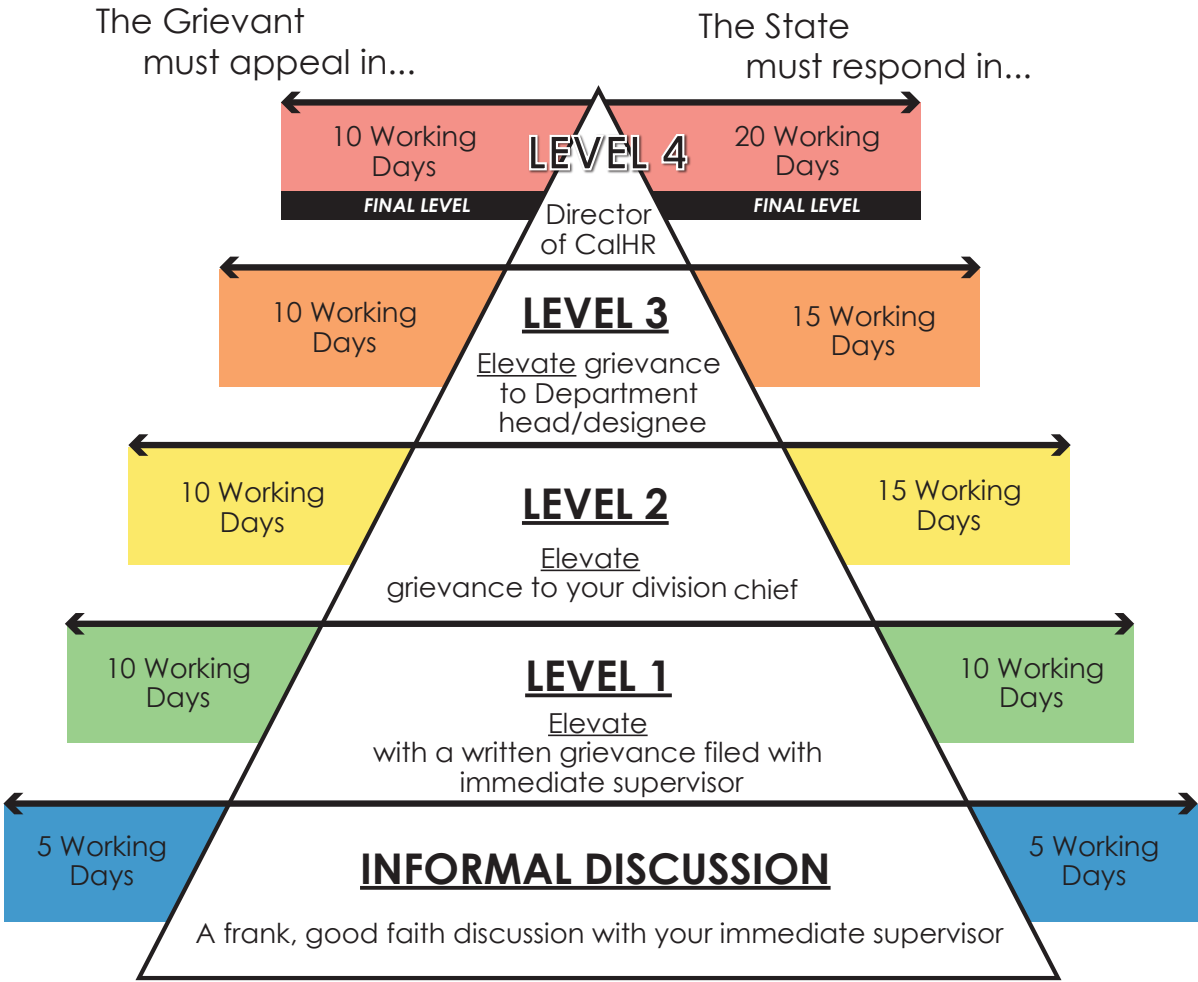 The Grievant
must appeal in...
The State
must respond in...
10 Working
Days
FINAL LEVEL
LEVEL 4
Director
of CalHR
20 Working
Days
FINAL LEVEL
10 Working
Days
LEVEL 3
Elevate grievance
to Department
head/designee
15 Working
Days
10 Working
Days
LEVEL 2
Elevate
grievance to your division chief
15 Working
Days
10 Working
Days
LEVEL 1
Elevate
with a written grievance filed with
immediate supervisor
10 Working
Days
5 Working
Days
INFORMAL DISCUSSION
A frank, good faith discussion with your immediate supervisor
5 Working
Days